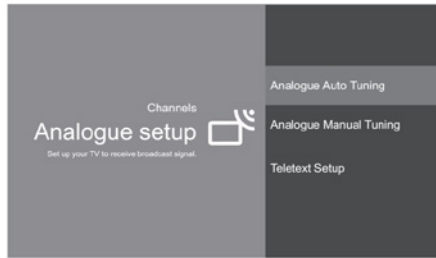 Channels
Analogue setup
Set up your TV to receive broadcast signal.
Analogue Auto Tuning
Analogue Manual Tuning
Teletext Setup